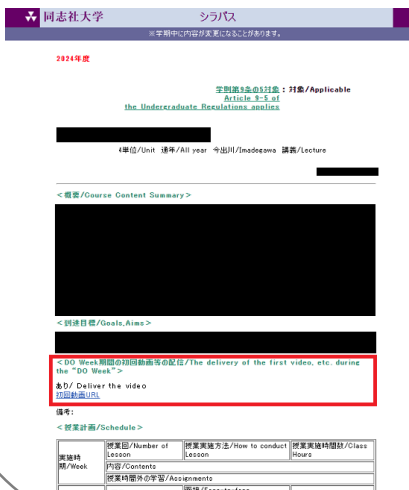 同志社大学
シラバス
※学期中に内容が変更になることがあります。
2024年度
学則第9条の5対象：対象/Applicable
Article 9-5 of
the Undergraduate Regulations applies
4単位/Unit 通年/All year 今出川/Imadegawa 講義/Lecture
<概要/Course Content Summary>
<到達目標/Goals,Aims>
<DO Week期間の初回動画等の配信/The delivery of the first video, etc. during
the "DO Week">
あり/ Deliver the video
初回動画URL
備考:
<授業計画/Schedule>
実施時
期/Week
授業回/Number of
Lesson
授業実施方法/How to conduct
Lesson
授業実施時間数/Class
Hours
内容/Contents
授業時間外の学習/Assignments